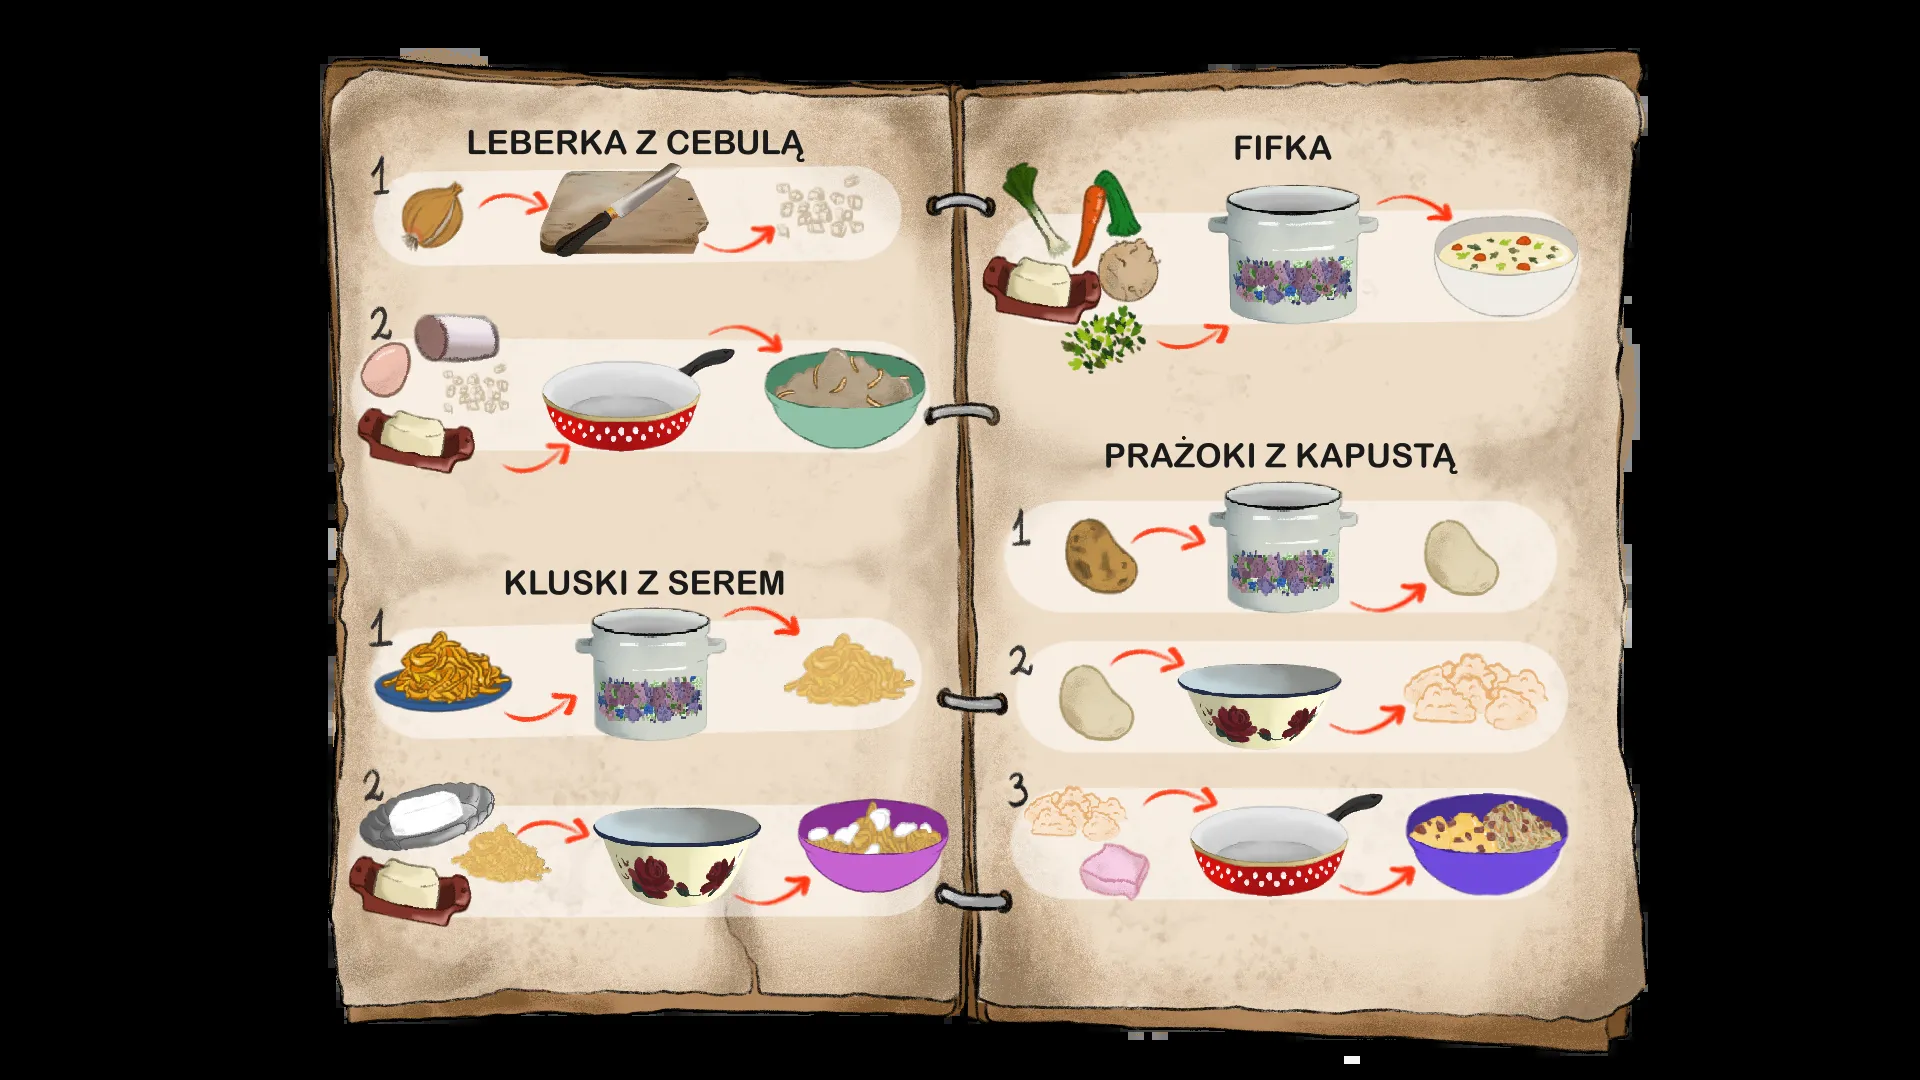 LEBERKA Z CEBULĄ
1
2
KLUSKI Z SEREM
1
2
FIFKA
PRAŻOKI Z KAPUSTĄ
1
2
3